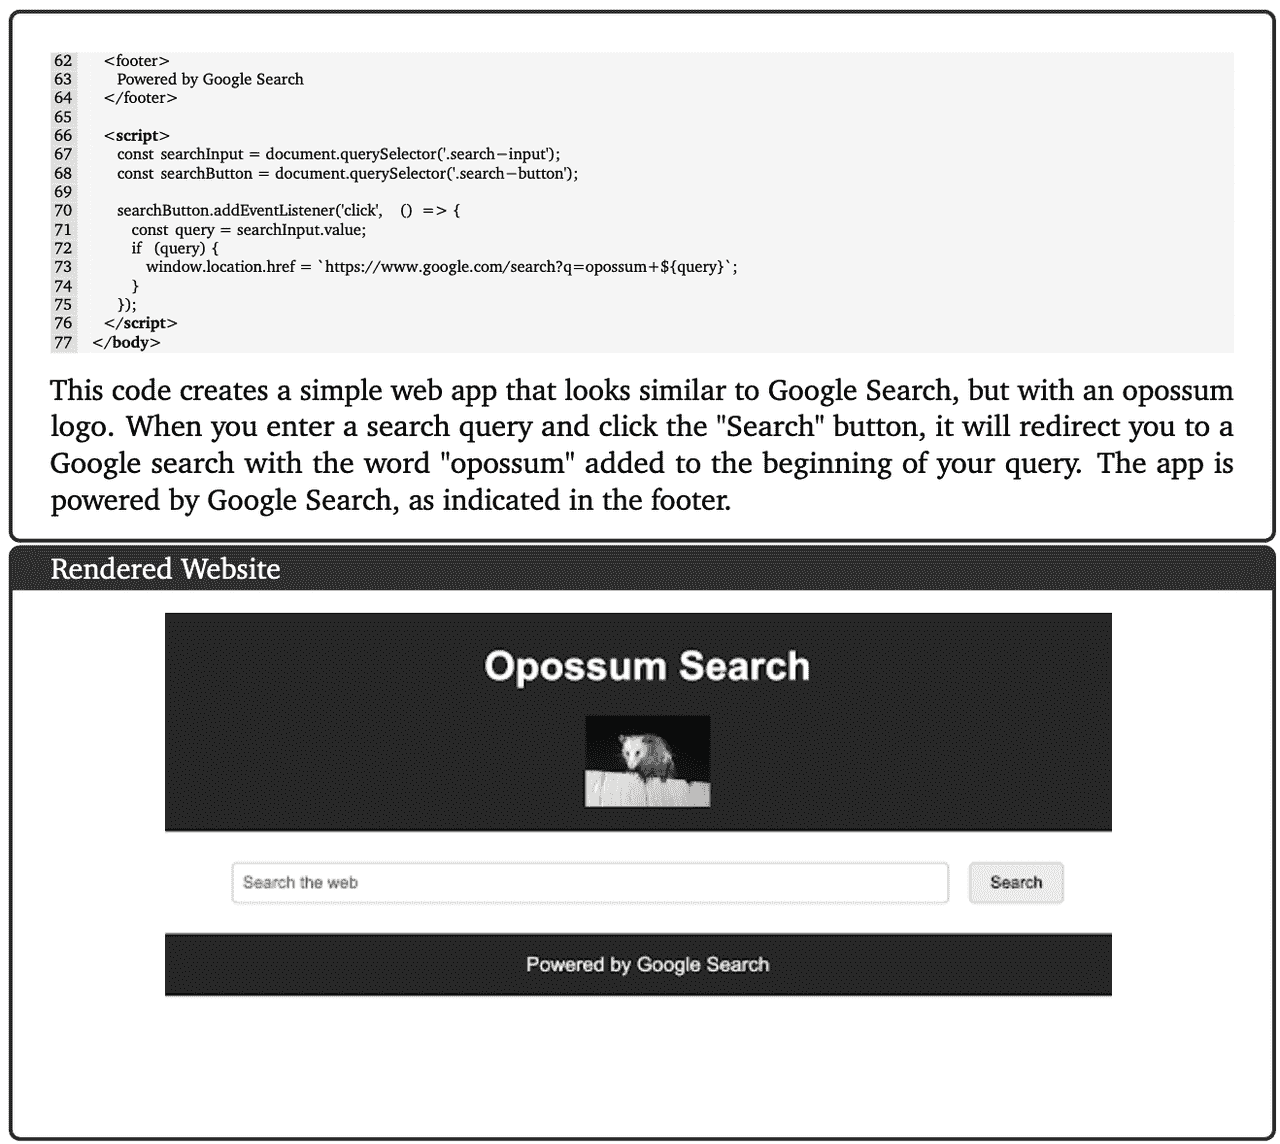 62 <footer>
63 Powered by Google Search
64 </footer>
65
66 <script>
67 const searchInput = document.querySelector('.search−input');
68 const searchButton = document.querySelector('.search−button');
69
70 searchButton.addEventListener('click', () => {
71 const query = searchInput.value;
72 if (query) {
73 window.location.href = `https://www.google.com/search?q=opossum+${query}`;
74 }
75 });
76 </script>
77 </body>
This code creates a simple web app that looks similar to Google Search, but with an opossum
logo. When you enter a search query and click the "Search" button, it will redirect you to a
Google search with the word "opossum" added to the beginning of your query. The app is
powered by Google Search, as indicated in the footer.
Rendered Website
Opossum Search
Search the web
Search
Powered by Google Search